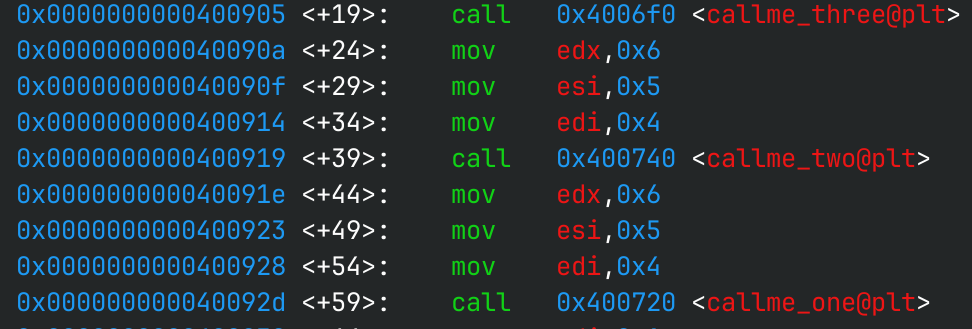 0x0000000000400905 <+19>: call 0x4006f0 <callme_three@plt>
0x000000000040090a <+24>: mov edx,0x6
0x000000000040090f <+29>: mov esi,0x5
0x0000000000400914 <+34>: mov edi,0x4
0x0000000000400919 <+39>: call 0x400740 <callme_two@plt>
0x000000000040091e <+44>: mov edx,0x6
0x0000000000400923 <+49>: mov esi,0x5
0x0000000000400928 <+54>: mov edi,0x4
0x000000000040092d <+59>: call 0x400720 <callme_one@plt>